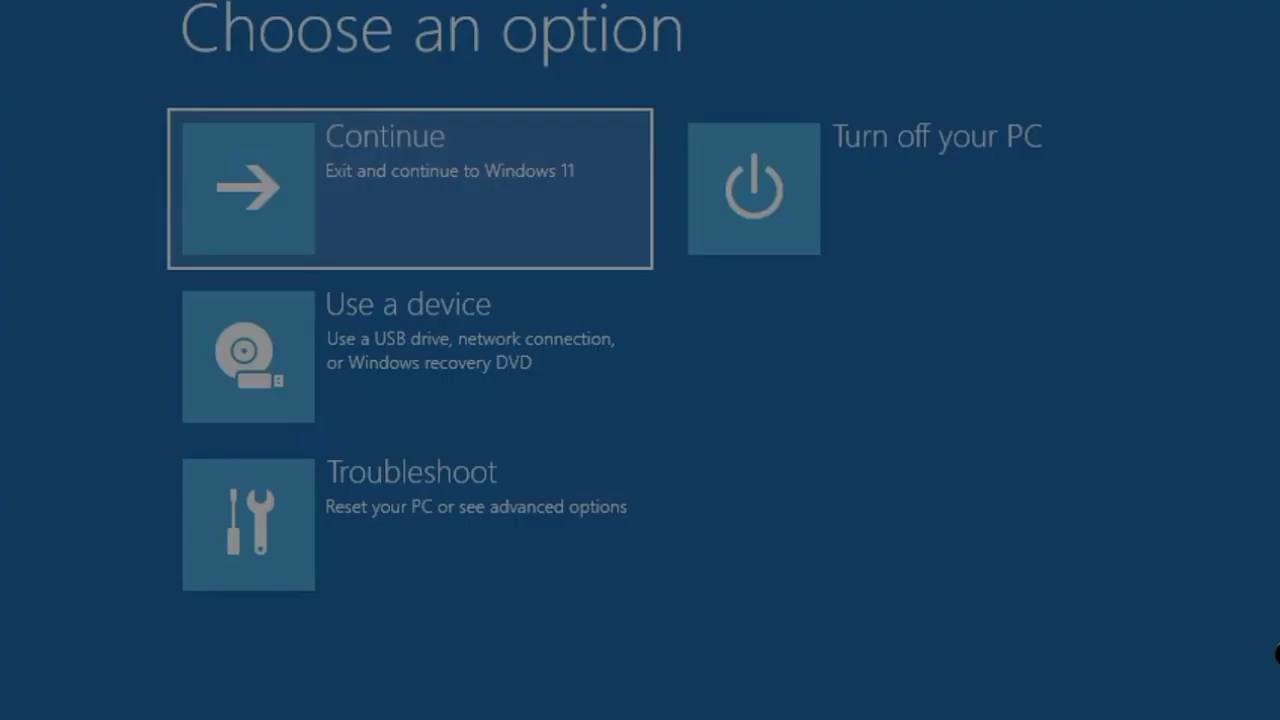 Choose an option
Continue
Exit and continue to Windows 11
Turn off your PC
Use a device
Use a USB drive, network connection,
or Windows recovery DVD
Troubleshoot
Reset your PC or see advanced options